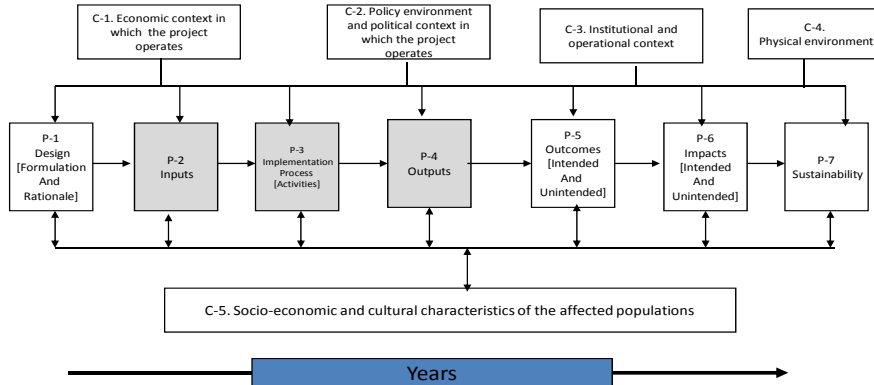 C-1. Economic context in
which the project
operates
C-2. Policy environment
and political context in
which the project
operates
C-3. Institutional and
operational context
C-4.
Physical environment
P-1
Design
[Formulation
And
Rationale]
P-2
Inputs
P-3
Implementation
Process
[Activities]
P-4
Outputs
P-5
Outcomes
[Intended
And
Unintended]
P-6
Impacts
[Intended
And
Unintended]
P-7
Sustainability
C-5. Socio-economic and cultural characteristics of the affected populations
Years